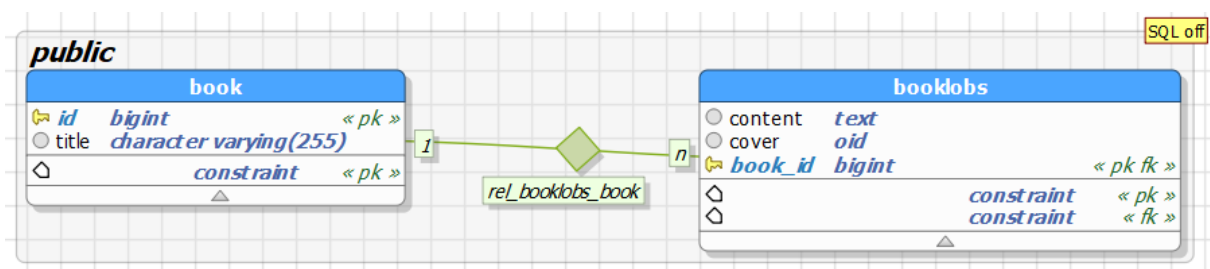 SQL off
public
book
id bigint « pk »
title character varying(255)
constraint « pk »
1
rel_booklobs_book
n
booklobs
content text
cover oid
book_id bigint « pk fk »
constraint « pk »
constraint « fk »